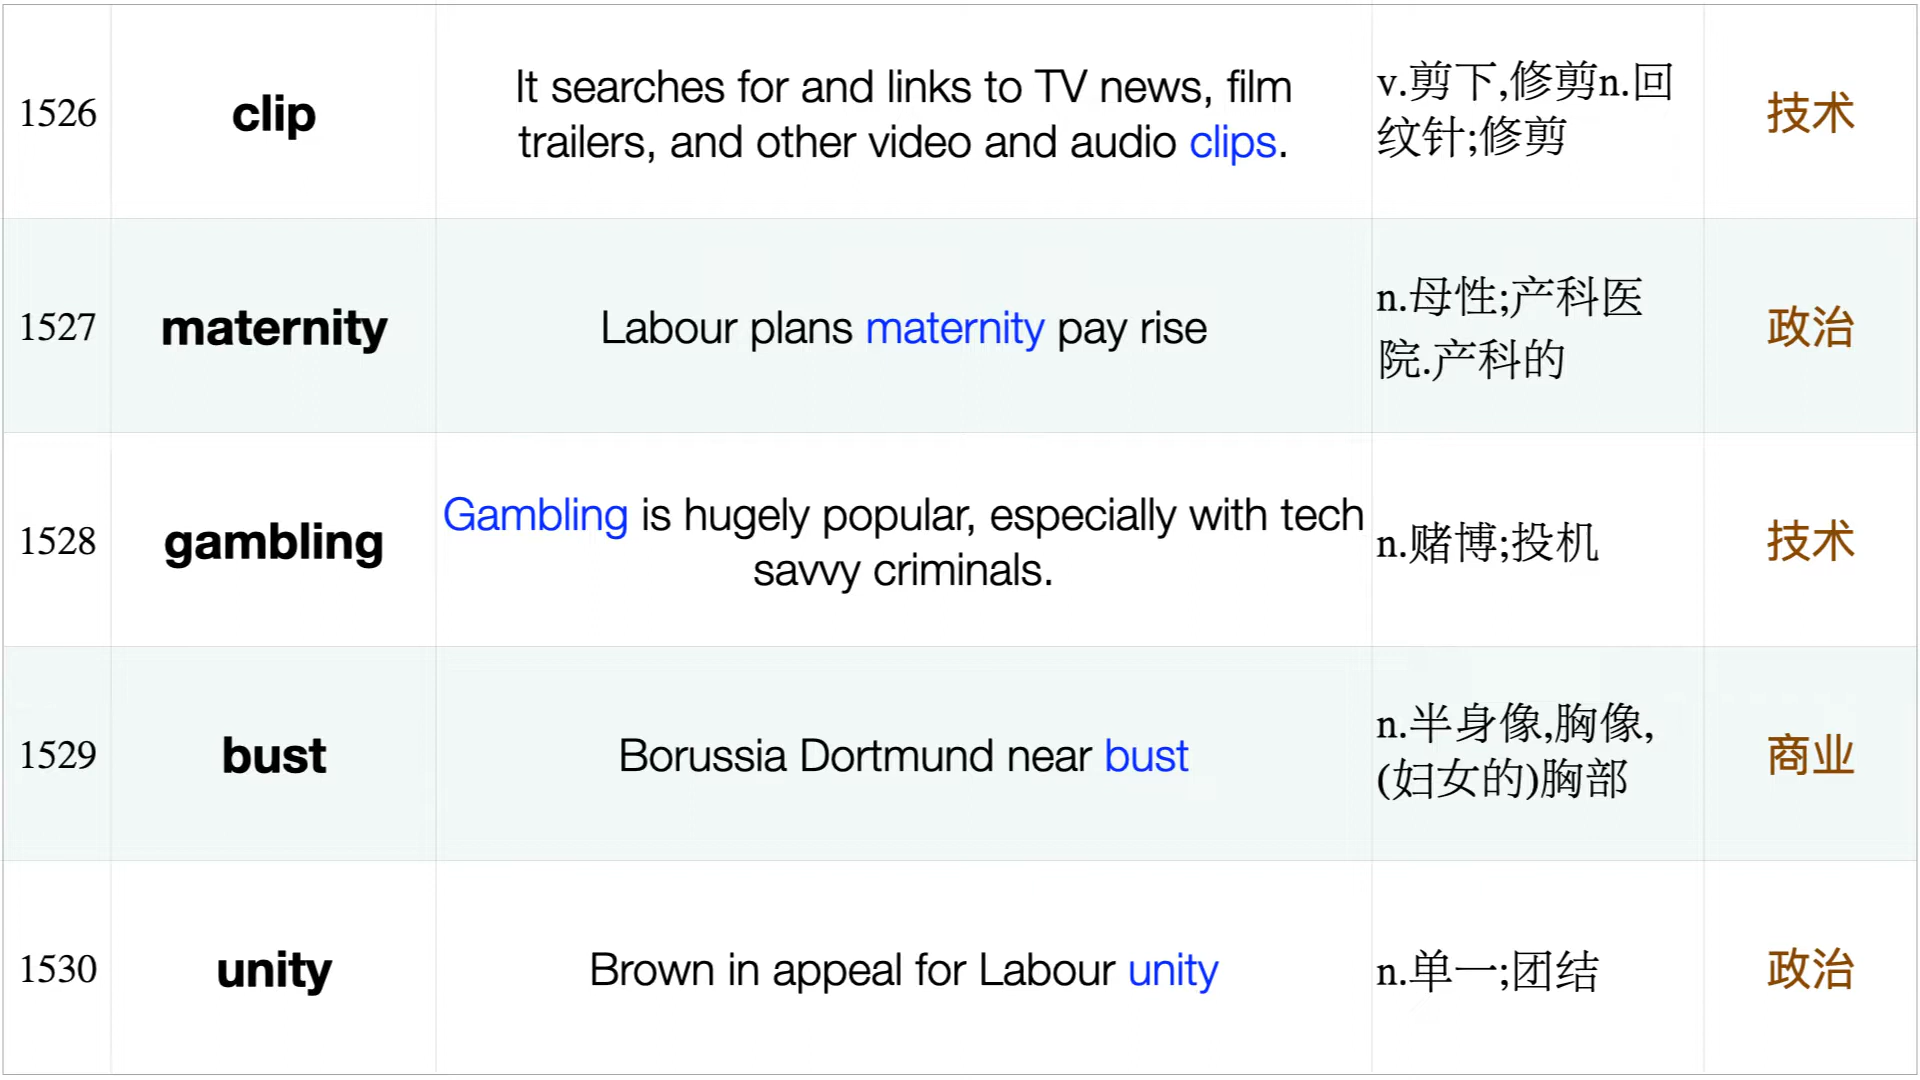 1526
clip
It searches for and links to TV news, film
trailers, and other video and audio clips.
v.剪下,修剪n.回
纹针;修剪
技术
1527
maternity
Labour plans maternity pay rise
n.母性;产科医
院.产科的
政治
1528
gambling
Gambling is hugely popular, especially with tech
savvy criminals.
n.赌博;投机
技术
1529
bust
Borussia Dortmund near bust
n.半身像,胸像,
(妇女的)胸部
商业
1530
unity
Brown in appeal for Labour unity
n.单一;团结
政治